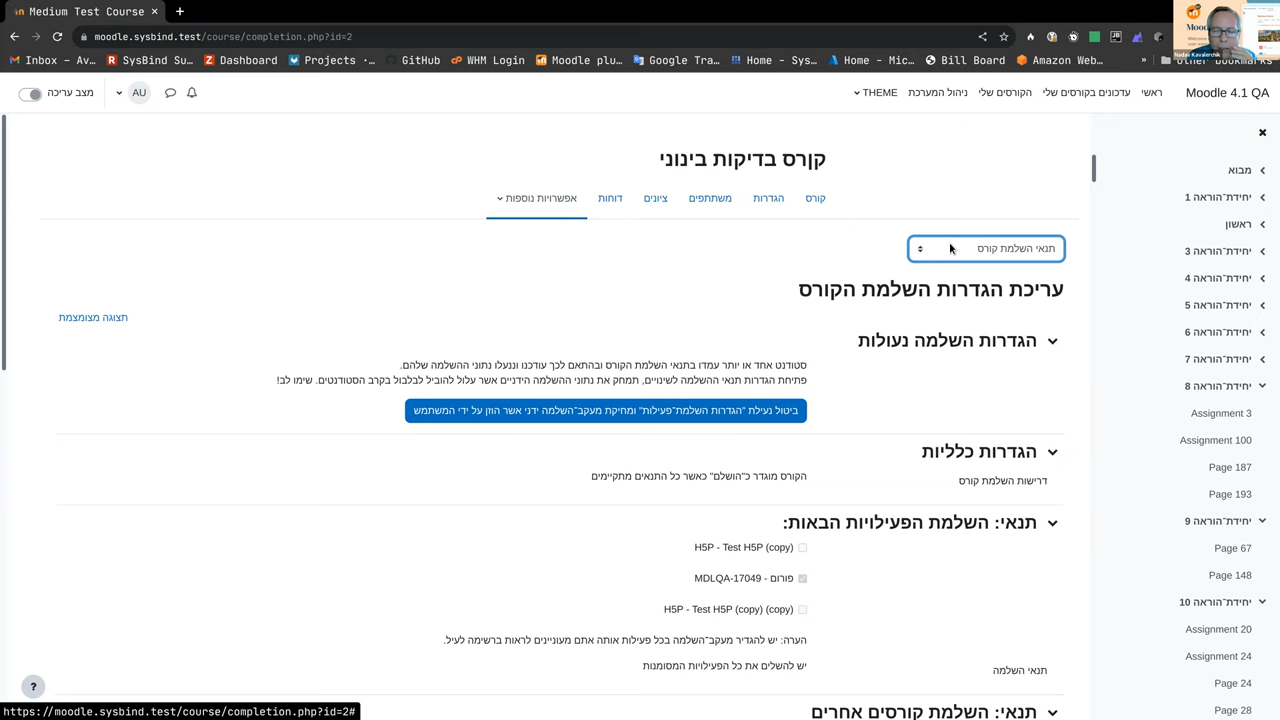 Medium Test Course
moodle.sysbind.test/course/completion.php?id=2
Inbox - Av...
SysBind Su...
Dashboard
Projects -...
GitHub
WHM Login
Moodle plu...
Google Tra...
Home - Sys...
Home - Mic...
Bill Board
Amazon Web...
»
Other Bookmarks
Nadav Kavalerchik
Moodle 4.1 QA
ראשי
עדכונים בקורסים שלי
הקורסים שלי
ניהול המערכת
THEME
AU
מצב עריכה
קןרס בדיקות בינוני
קורס
הגדרות
משתתפים
ציונים
דוחות
אפשרויות נוספות
תנאי השלמת קורס
עריכת הגדרות השלמת הקורס
תצוגה מצומצמת
הגדרות השלמה נעולות
סטודנט אחד או יותר עמדו בתנאי השלמת הקורס ובהתאם לכך עודכנו וננעלו נתוני ההשלמה שלהם.
פתיחת הגדרות תנאי ההשלמה לשינויים, תמחק את נתוני ההשלמה הידניים אשר עלול להוביל לבלבול בקרב הסטודנטים. שימו לב!
ביטול נעילת "הגדרות השלמת־פעילות" ומחיקת מעקב־השלמה ידני אשר הוזן על ידי המשתמש
הגדרות כלליות
דרישות השלמת קורס
הקורס מוגדר כ"הושלם" כאשר כל התנאים מתקיימים
תנאי: השלמת הפעילויות הבאות:
H5P - Test H5P (copy)
פורום - MDLQA-17049
H5P - Test H5P (copy) (copy)
הערה: יש להגדיר מעקב־השלמה בכל פעילות אותה אתם מעוניינים לראות ברשימה לעיל.
תנאי השלמה
יש להשלים את כל הפעילויות המסומנות
תנאי: השלמת קורסים אחרים
מבוא
יחידת־הוראה 1
ראשון
יחידת־הוראה 3
יחידת־הוראה 4
יחידת־הוראה 5
יחידת־הוראה 6
יחידת־הוראה 7
יחידת־הוראה 8
Assignment 3
Assignment 100
Page 187
Page 193
יחידת־הוראה 9
Page 67
Page 148
יחידת־הוראה 10
Assignment 20
Assignment 24
Page 24
Page 28
?
https://moodle.sysbind.test/course/completion.php?id=2#